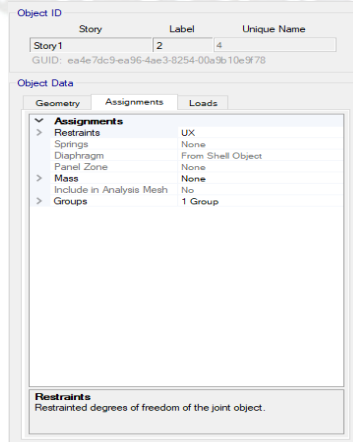 Object ID
Story Label Unique Name
Story1 2 4
GUID: ea4e7dc9-ea96-4ae3-8254-00a9b10e9f78
Object Data
Geometry Assignments Loads
Assignments
Restraints UX
Springs None
Diaphragm From Shell Object
Panel Zone None
Mass None
Include in Analysis Mesh No
Groups 1 Group
Restraints
Restrainted degrees of freedom of the joint object.